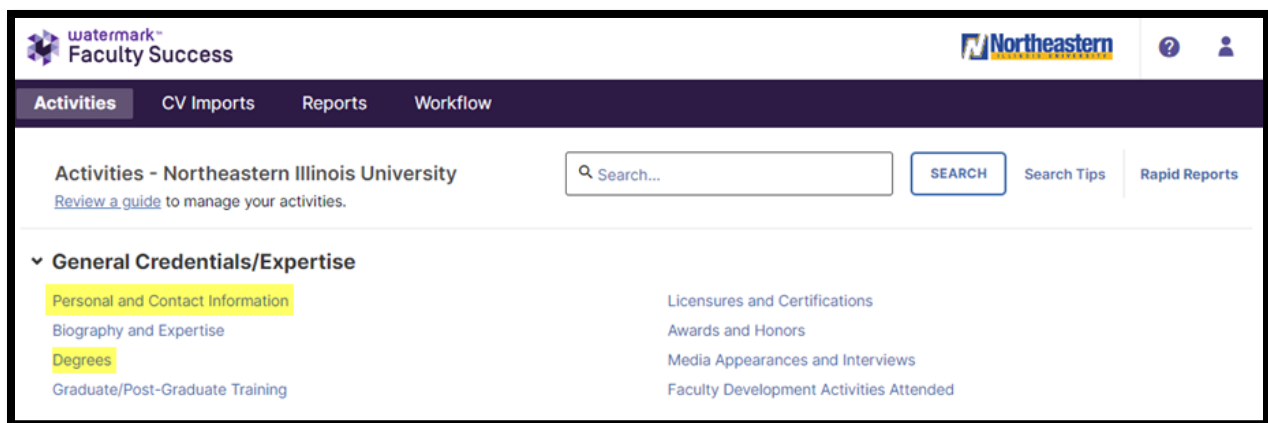 watermark™
Faculty Success
Northeastern
ILLINOIS UNIVERSITY
?
Activities CV Imports Reports Workflow
Activities - Northeastern Illinois University
Search... SEARCH Search Tips Rapid Reports
Review a guide to manage your activities.
General Credentials/Expertise
Personal and Contact Information
Biography and Expertise
Degrees
Graduate/Post-Graduate Training
Licensures and Certifications
Awards and Honors
Media Appearances and Interviews
Faculty Development Activities Attended